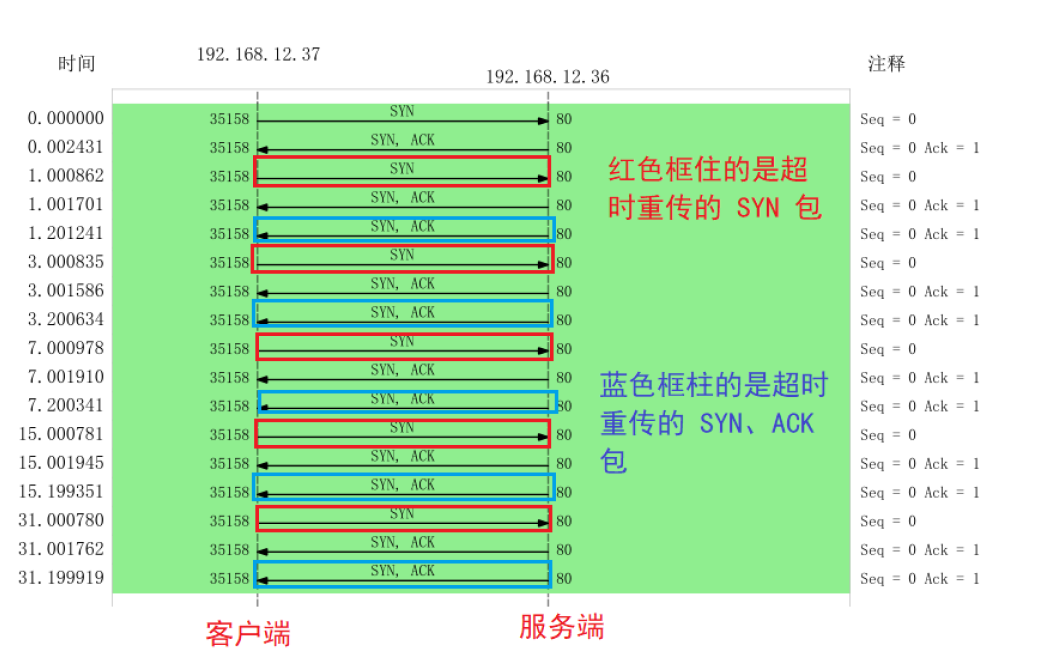 192.168.12.37
时间
192.168.12.36
注释
0.000000 35158 SYN 80 Seq = 0
0.002431 35158 SYN, ACK 80 Seq = 0 Ack = 1
1.000862 35158 SYN 80 Seq = 0
1.001701 35158 SYN, ACK 80 Seq = 0 Ack = 1
1.201241 35158 SYN, ACK 80 Seq = 0 Ack = 1
3.000835 35158 SYN 80 Seq = 0
3.001586 35158 SYN, ACK 80 Seq = 0 Ack = 1
3.200634 35158 SYN, ACK 80 Seq = 0 Ack = 1
7.000978 35158 SYN 80 Seq = 0
7.001910 35158 SYN, ACK 80 Seq = 0 Ack = 1
7.200341 35158 SYN, ACK 80 Seq = 0 Ack = 1
15.000781 35158 SYN 80 Seq = 0
15.001945 35158 SYN, ACK 80 Seq = 0 Ack = 1
15.199351 35158 SYN, ACK 80 Seq = 0 Ack = 1
31.000780 35158 SYN 80 Seq = 0
31.001762 35158 SYN, ACK 80 Seq = 0 Ack = 1
31.199919 35158 SYN, ACK 80 Seq = 0 Ack = 1
红色框住的是超
时重传的 SYN 包
蓝色框柱的是超时
重传的 SYN、ACK
包
客户端
服务端